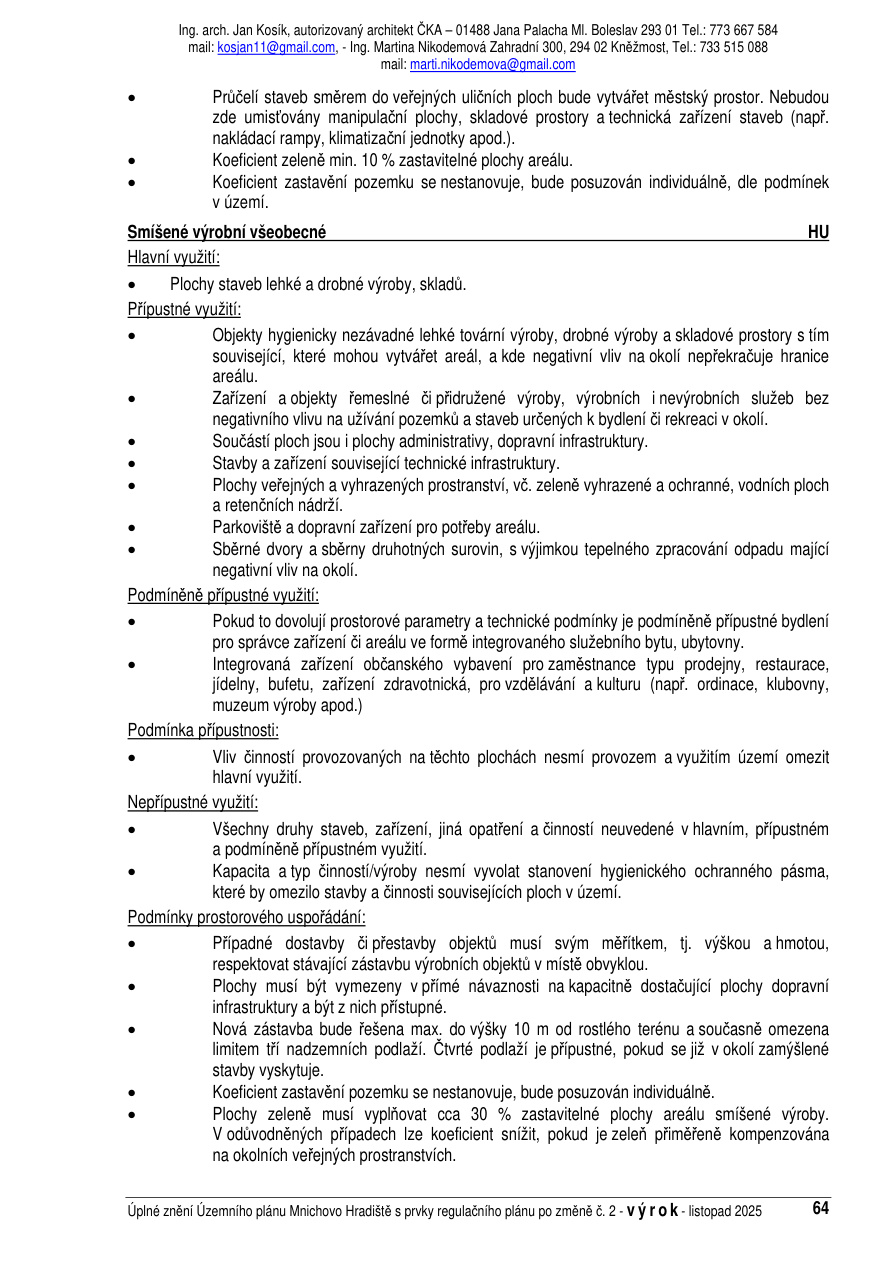 Ing. arch. Jan Kosík, autorizovaný architekt ČKA – 01488 Jana Palacha Ml. Boleslav 293 01 Tel.: 773 667 584
mail: kosjan11@gmail.com, - Ing. Martina Nikodemová Zahradní 300, 294 02 Kněžmost, Tel.: 733 515 088
mail: marti.nikodemova@gmail.com
• Průčelí staveb směrem do veřejných uličních ploch bude vytvářet městský prostor. Nebudou
zde umisťovány manipulační plochy, skladové prostory a technická zařízení staveb (např.
nakládací rampy, klimatizační jednotky apod.).
• Koeficient zeleně min. 10 % zastavitelné plochy areálu.
• Koeficient zastavění pozemku se nestanovuje, bude posuzován individuálně, dle podmínek
v území.
Smíšené výrobní všeobecné HU
Hlavní využití:
• Plochy staveb lehké a drobné výroby, skladů.
Přípustné využití:
• Objekty hygienicky nezávadné lehké tovární výroby, drobné výroby a skladové prostory s tím
související, které mohou vytvářet areál, a kde negativní vliv na okolí nepřekračuje hranice
areálu.
• Zařízení a objekty řemeslné či přidružené výroby, výrobních i nevýrobních služeb bez
negativního vlivu na užívání pozemků a staveb určených k bydlení či rekreaci v okolí.
• Součástí ploch jsou i plochy administrativy, dopravní infrastruktury.
• Stavby a zařízení související technické infrastruktury.
• Plochy veřejných a vyhrazených prostranství, vč. zeleně vyhrazené a ochranné, vodních ploch
a retenčních nádrží.
• Parkoviště a dopravní zařízení pro potřeby areálu.
• Sběrné dvory a sběrny druhotných surovin, s výjimkou tepelného zpracování odpadu mající
negativní vliv na okolí.
Podmíněně přípustné využití:
• Pokud to dovolují prostorové parametry a technické podmínky je podmíněně přípustné bydlení
pro správce zařízení či areálu ve formě integrovaného služebního bytu, ubytovny.
• Integrovaná zařízení občanského vybavení pro zaměstnance typu prodejny, restaurace,
jídelny, bufetu, zařízení zdravotnická, pro vzdělávání a kulturu (např. ordinace, klubovny,
muzeum výroby apod.)
Podmínka přípustnosti:
• Vliv činností provozovaných na těchto plochách nesmí provozem a využitím území omezit
hlavní využití.
Nepřípustné využití:
• Všechny druhy staveb, zařízení, jiná opatření a činností neuvedené v hlavním, přípustném
a podmíněně přípustném využití.
• Kapacita a typ činností/výroby nesmí vyvolat stanovení hygienického ochranného pásma,
které by omezilo stavby a činnosti souvisejících ploch v území.
Podmínky prostorového uspořádání:
• Případné dostavby či přestavby objektů musí svým měřítkem, tj. výškou a hmotou,
respektovat stávající zástavbu výrobních objektů v místě obvyklou.
• Plochy musí být vymezeny v přímé návaznosti na kapacitně dostačující plochy dopravní
infrastruktury a být z nich přístupné.
• Nová zástavba bude řešena max. do výšky 10 m od rostlého terénu a současně omezena
limitem tří nadzemních podlaží. Čtvrté podlaží je přípustné, pokud se již v okolí zamýšlené
stavby vyskytuje.
• Koeficient zastavění pozemku se nestanovuje, bude posuzován individuálně.
• Plochy zeleně musí vyplňovat cca 30 % zastavitelné plochy areálu smíšené výroby.
V odůvodněných případech lze koeficient snížit, pokud je zeleň přiměřeně kompenzována
na okolních veřejných prostranstvích.
Úplné znění Územního plánu Mnichovo Hradiště s prvky regulačního plánu po změně č. 2 - v ý r o k - listopad 2025 64